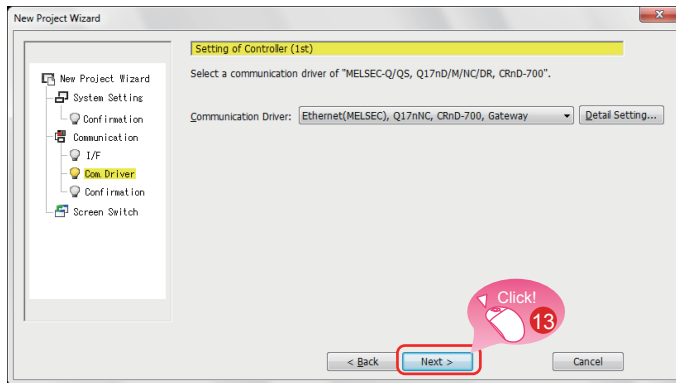 New Project Wizard
Setting of Controller (1st)
Select a communication driver of "MELSEC-Q/QS, Q17nD/M/NC/DR, CRnD-700".
Communication Driver: Ethernet(MELSEC), Q17nNC, CRnD-700, Gateway Detail Setting...
New Project Wizard
System Setting
Confirmation
Communication
I/F
Com. Driver
Confirmation
Screen Switch
Click!
13
< Back Next > Cancel